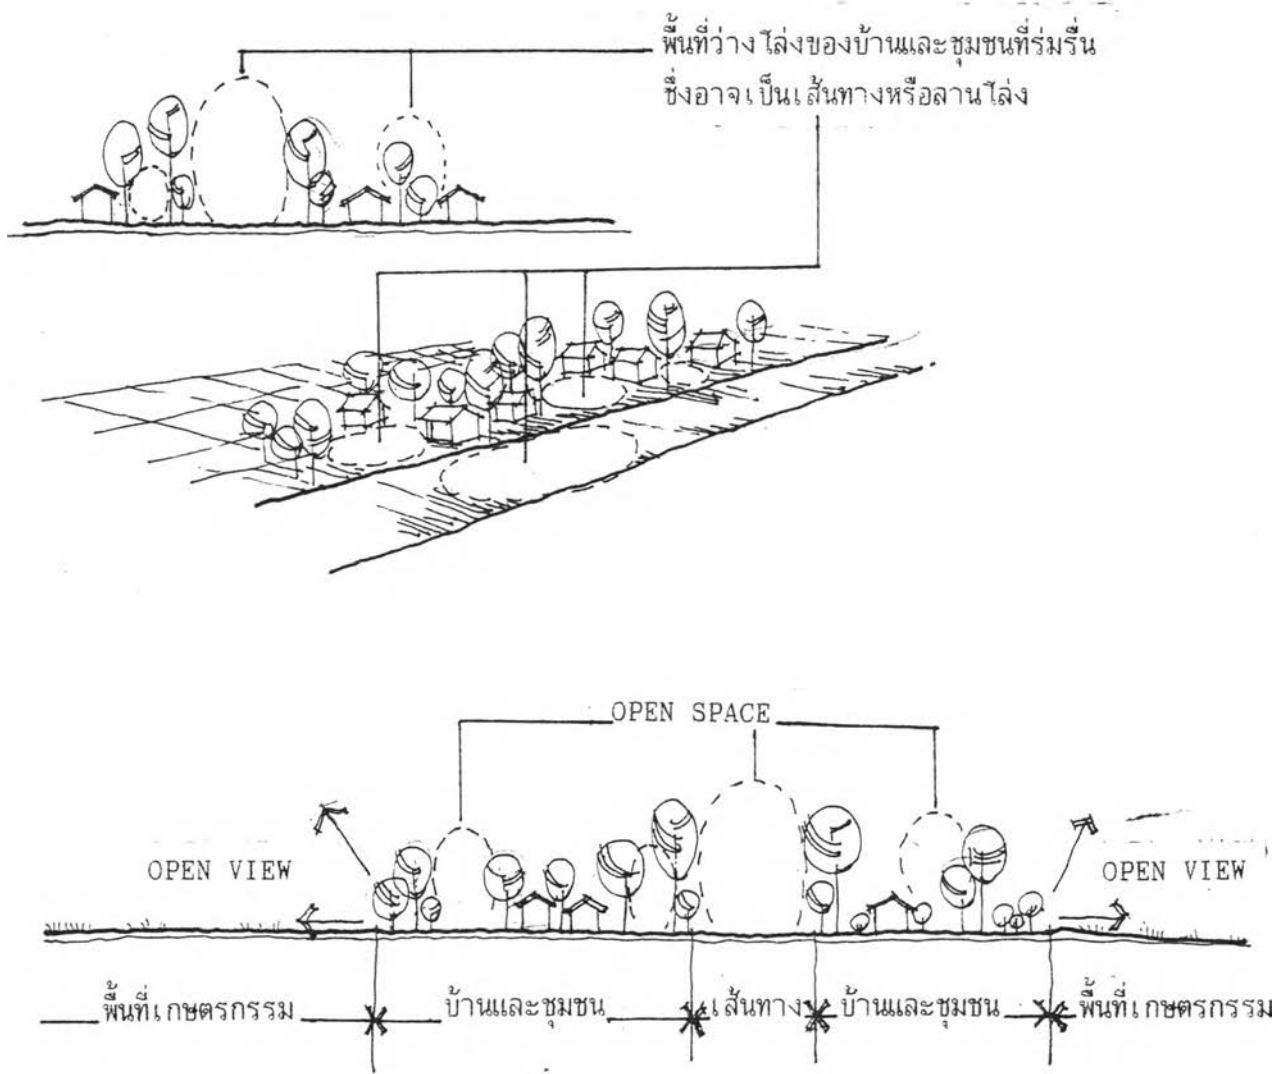 พื้นที่ว่างโล่งของบ้านและชุมชนที่ร่มรื่น
ซึ่งอาจเป็นเส้นทางหรือลานโล่ง
OPEN SPACE
OPEN VIEW
OPEN VIEW
พื้นที่เกษตรกรรม
บ้านและชุมชน
เส้นทาง
บ้านและชุมชน
พื้นที่เกษตรกรรม